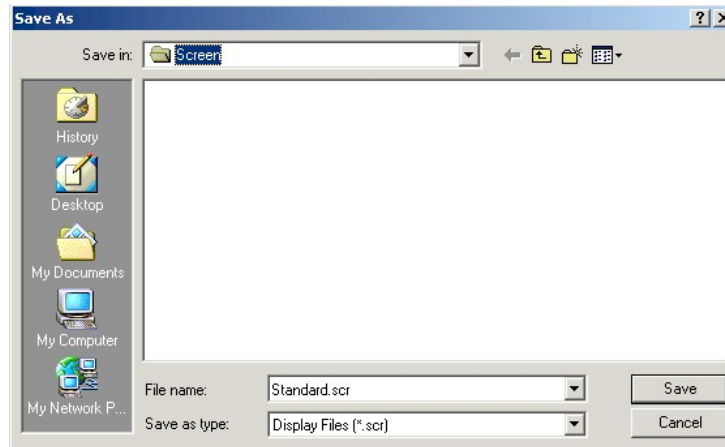 Save As
Save in: Screen
History
Desktop
My Documents
My Computer
My Network P...
File name: Standard.scr Save
Save as type: Display Files (*.scr) Cancel